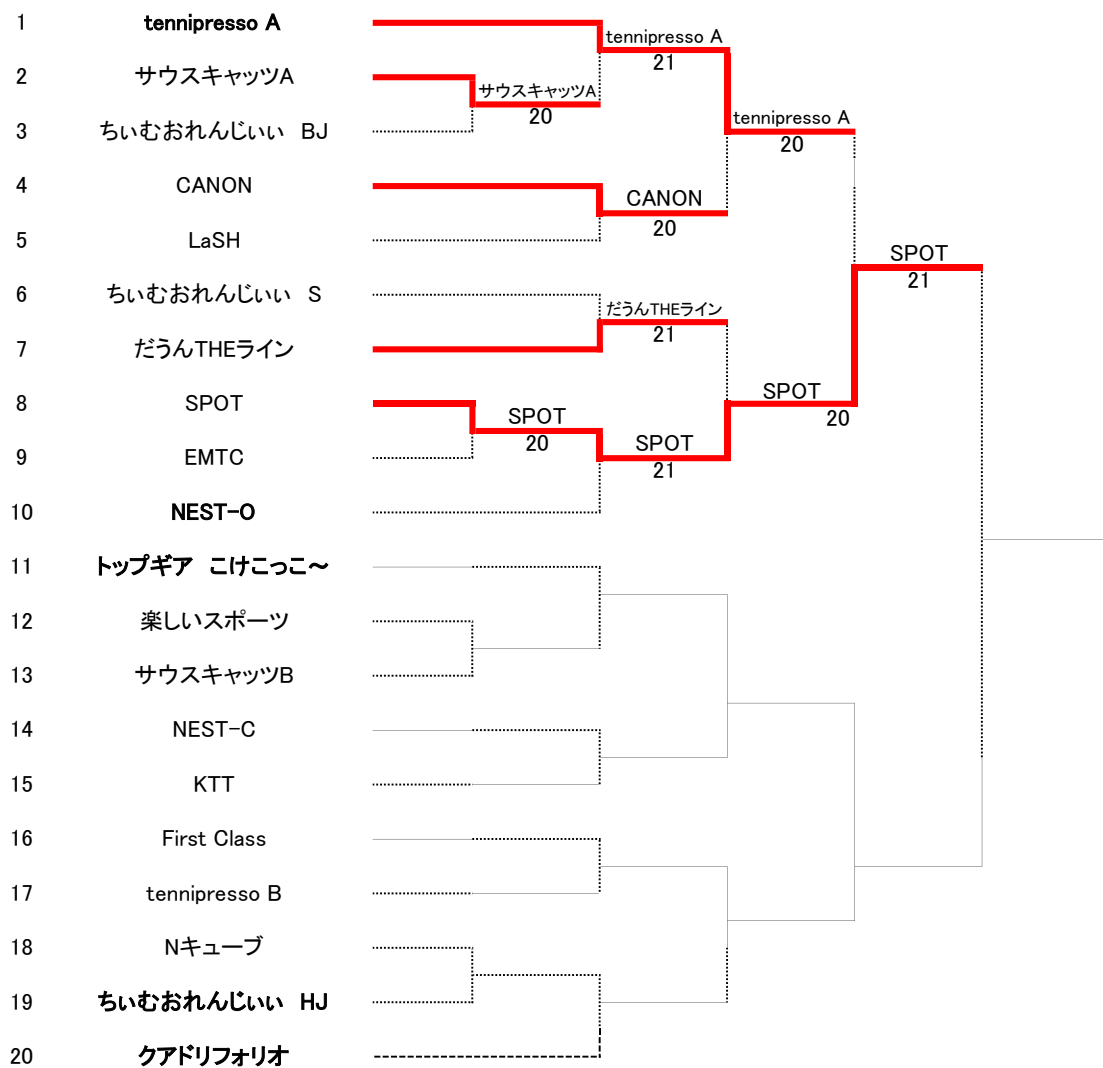 1 tennipresso A
tennipresso A
21
2 サウスキャッツA
サウスキャッツA
20
3 ちぃむおれんじぃぃ BJ
tennipresso A
20
4 CANON
CANON
20
5 LaSH
SPOT
21
6 ちぃむおれんじぃぃ S
だうんTHEライン
21
7 だうんTHEライン
SPOT
20
8 SPOT
SPOT
20
SPOT
21
9 EMTC
10 NEST-O
11 トップギア こけこっこ～
12 楽しいスポーツ
13 サウスキャッツB
14 NEST-C
15 KTT
16 First Class
17 tennipresso B
18 Nキューブ
19 ちぃむおれんじぃぃ HJ
20 クアドリフォリオ